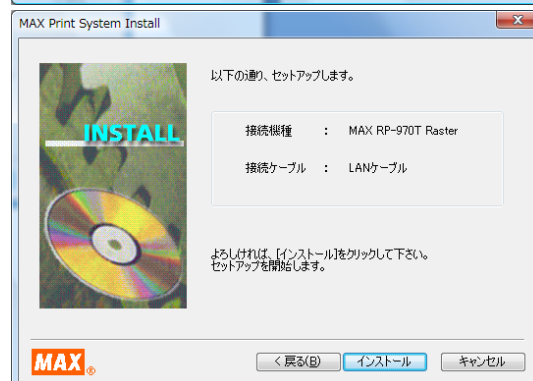 MAX Print System Install
INSTALL
以下の通り、セットアップします。
接続機種 : MAX RP-970T Raster
接続ケーブル : LANケーブル
よろしければ、[インストール]をクリックして下さい。
セットアップを開始します。
MAX®
< 戻る(B)
インストール
キャンセル